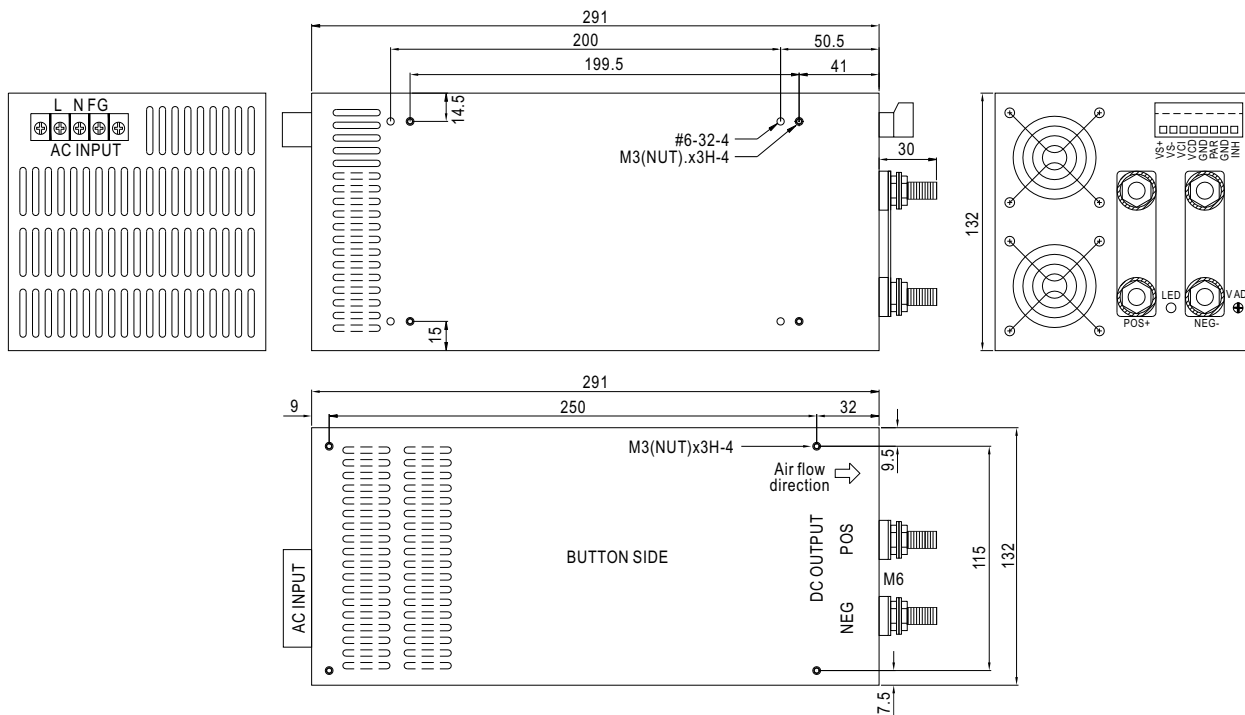 291
200
50.5
199.5
41
14.5
L N FG
AC INPUT
#6-32-4
M3(NUT).x3H-4
30
15
132
VS+
VS-
VCI
VCD
GND
PAR
GND
INH
LED
V AD
POS+
NEG-
291
9
250
32
M3(NUT)x3H-4
9.5
Air flow
direction
AC INPUT
BUTTON SIDE
DC OUTPUT
POS
NEG
M6
115
132
7.5